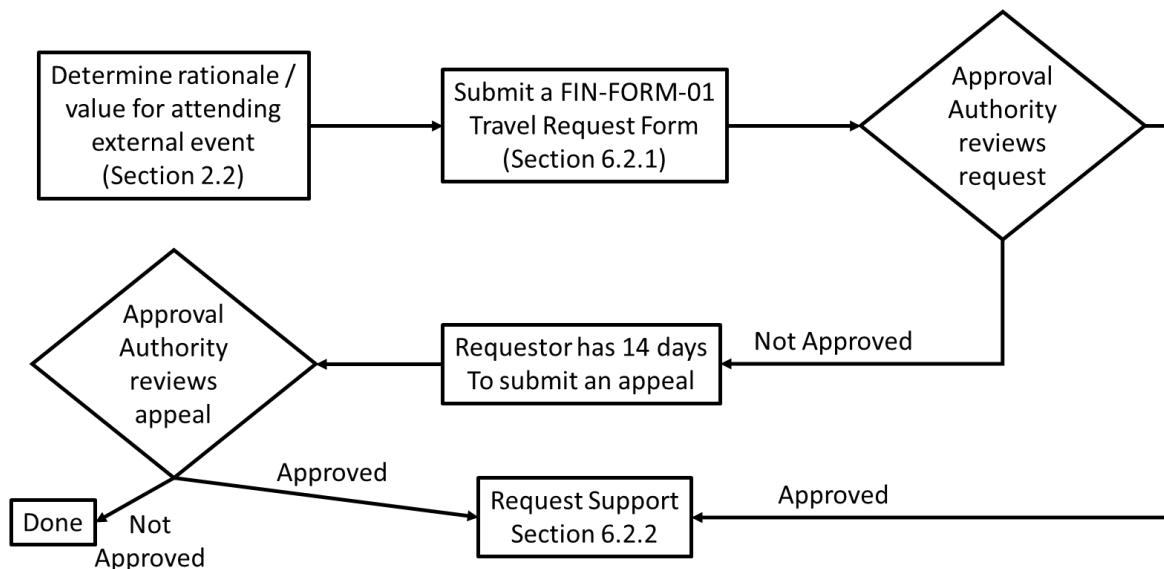 Determine rationale /
value for attending
external event
(Section 2.2)
Submit a FIN-FORM-01
Travel Request Form
(Section 6.2.1)
Approval
Authority
reviews
request
Not Approved
Requestor has 14 days
To submit an appeal
Approval
Authority
reviews
appeal
Approved
Not
Approved
Done
Request Support
Section 6.2.2
Approved